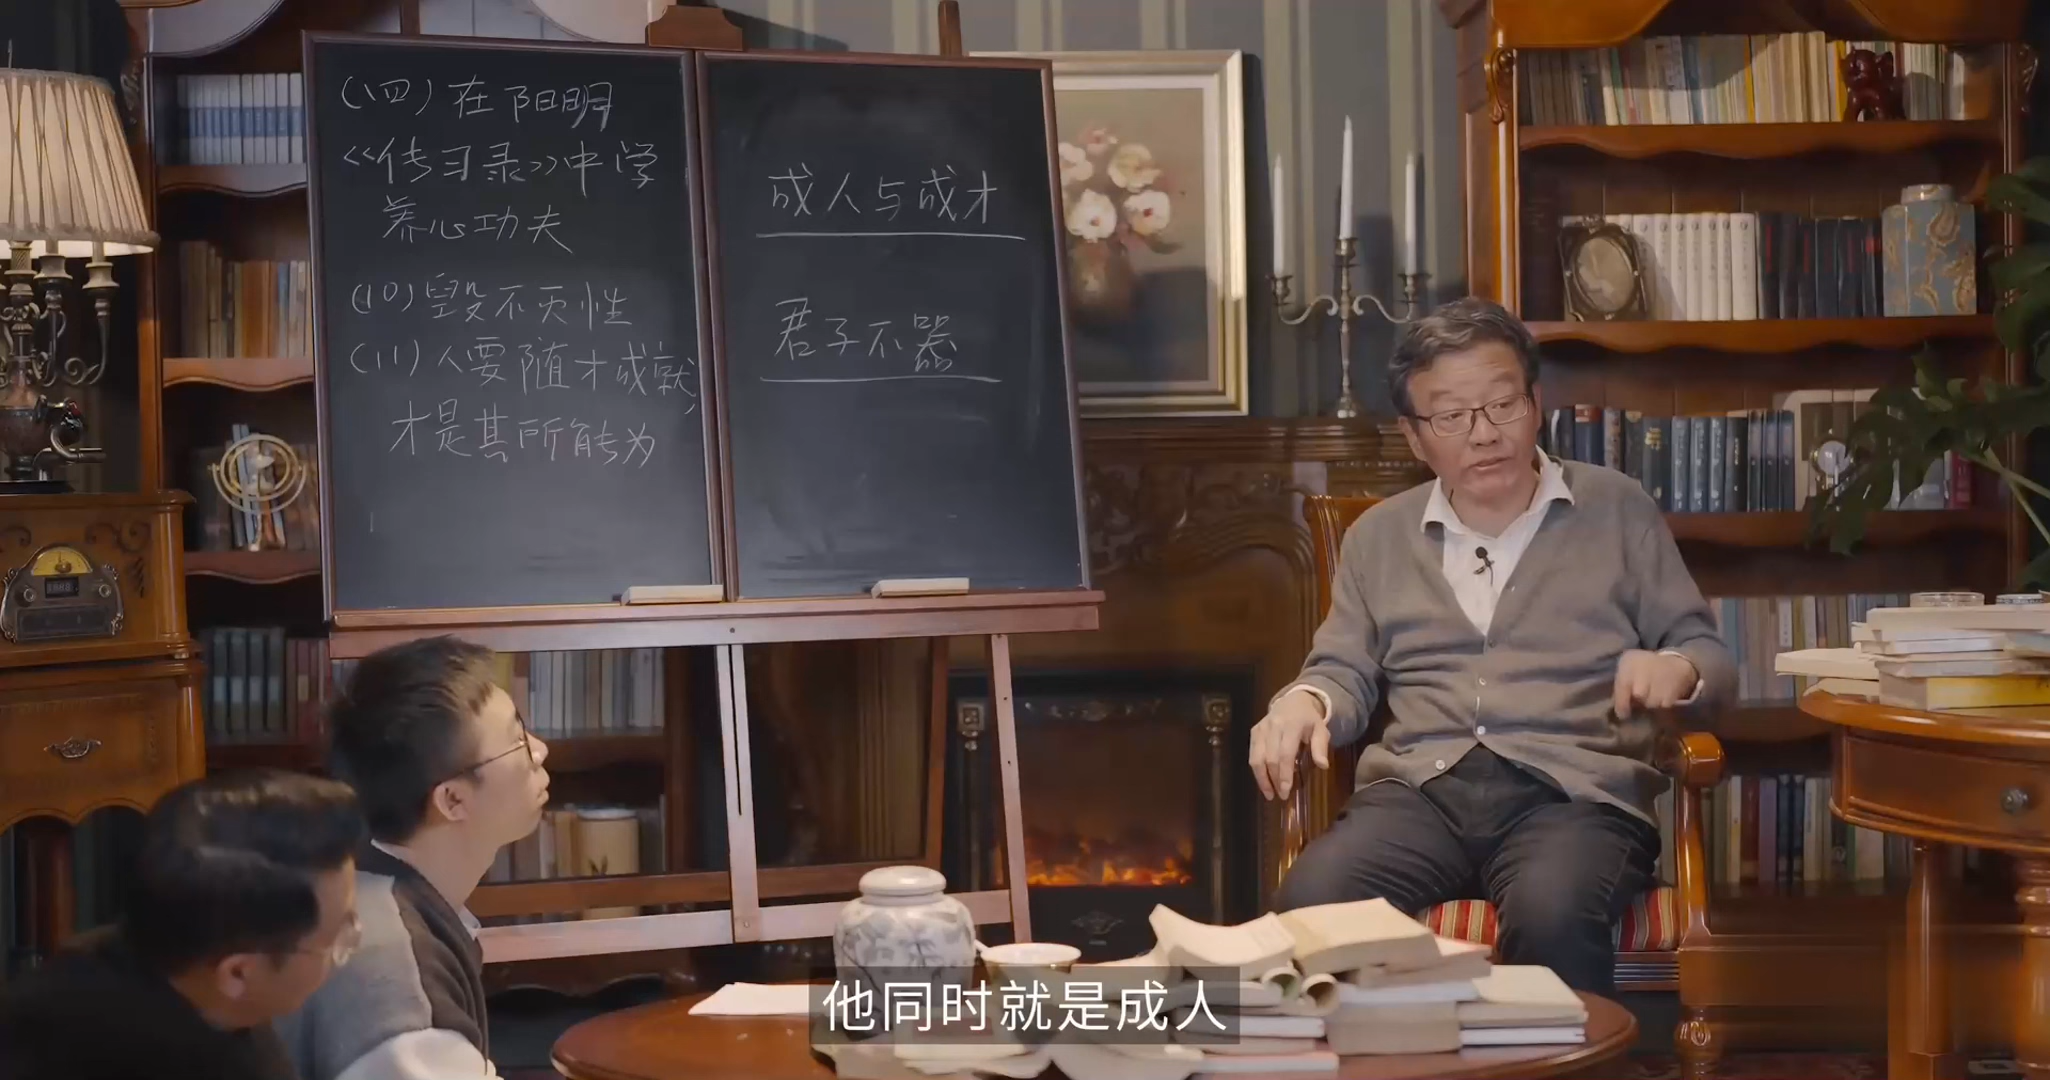 (四) 在阳明
《传习录》中学
养心功夫
(10) 毁不灭性
(11) 人要随才成就,
才是其所能为
成人与成才
君子不器
他同时就是成人